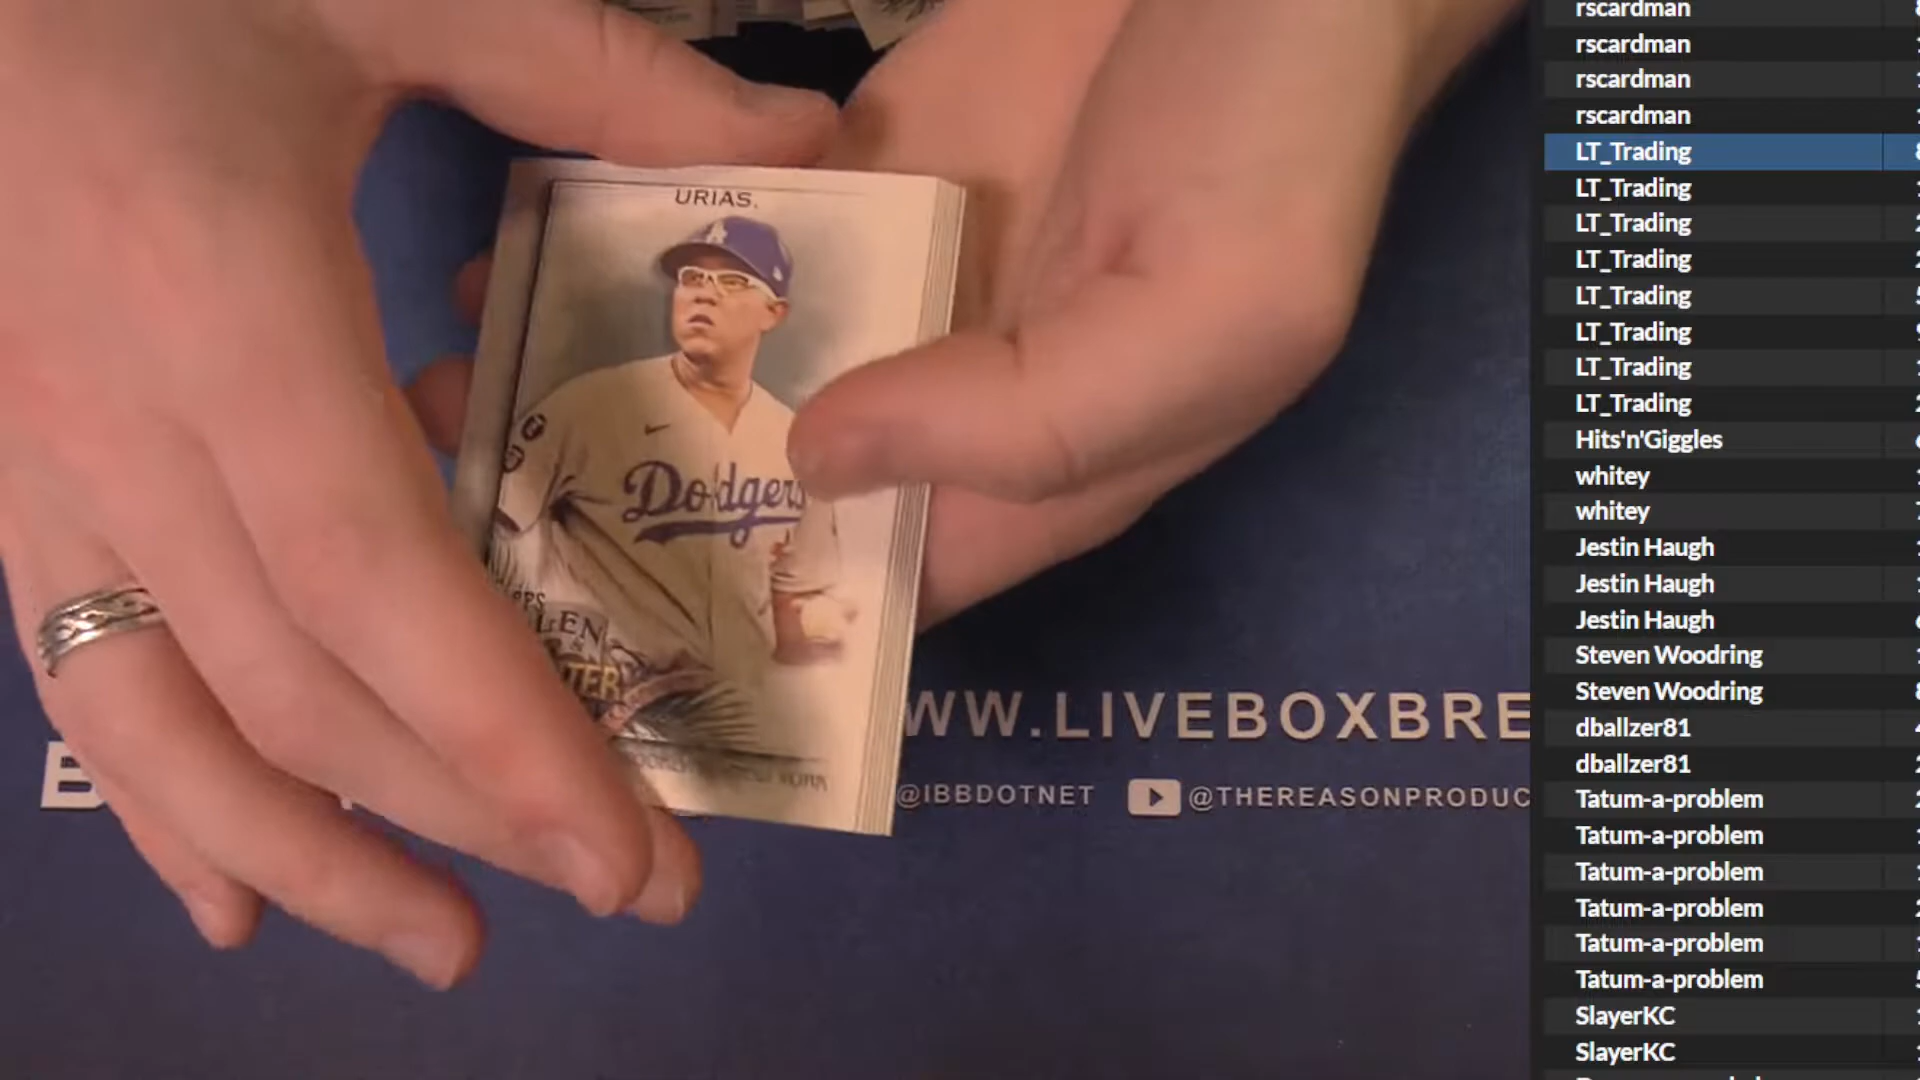 URIAS.
Dodgers
WWW.LIVEBOXBRE
@IBBDOTNET
@THEREASONPRODUC
rscardman
rscardman
rscardman
rscardman
LT_Trading
LT_Trading
LT_Trading
LT_Trading
LT_Trading
LT_Trading
LT_Trading
LT_Trading
Hits'n'Giggles
whitey
whitey
Jestin Haugh
Jestin Haugh
Jestin Haugh
Steven Woodring
Steven Woodring
dballzer81
dballzer81
Tatum-a-problem
Tatum-a-problem
Tatum-a-problem
Tatum-a-problem
Tatum-a-problem
Tatum-a-problem
SlayerKC
SlayerKC